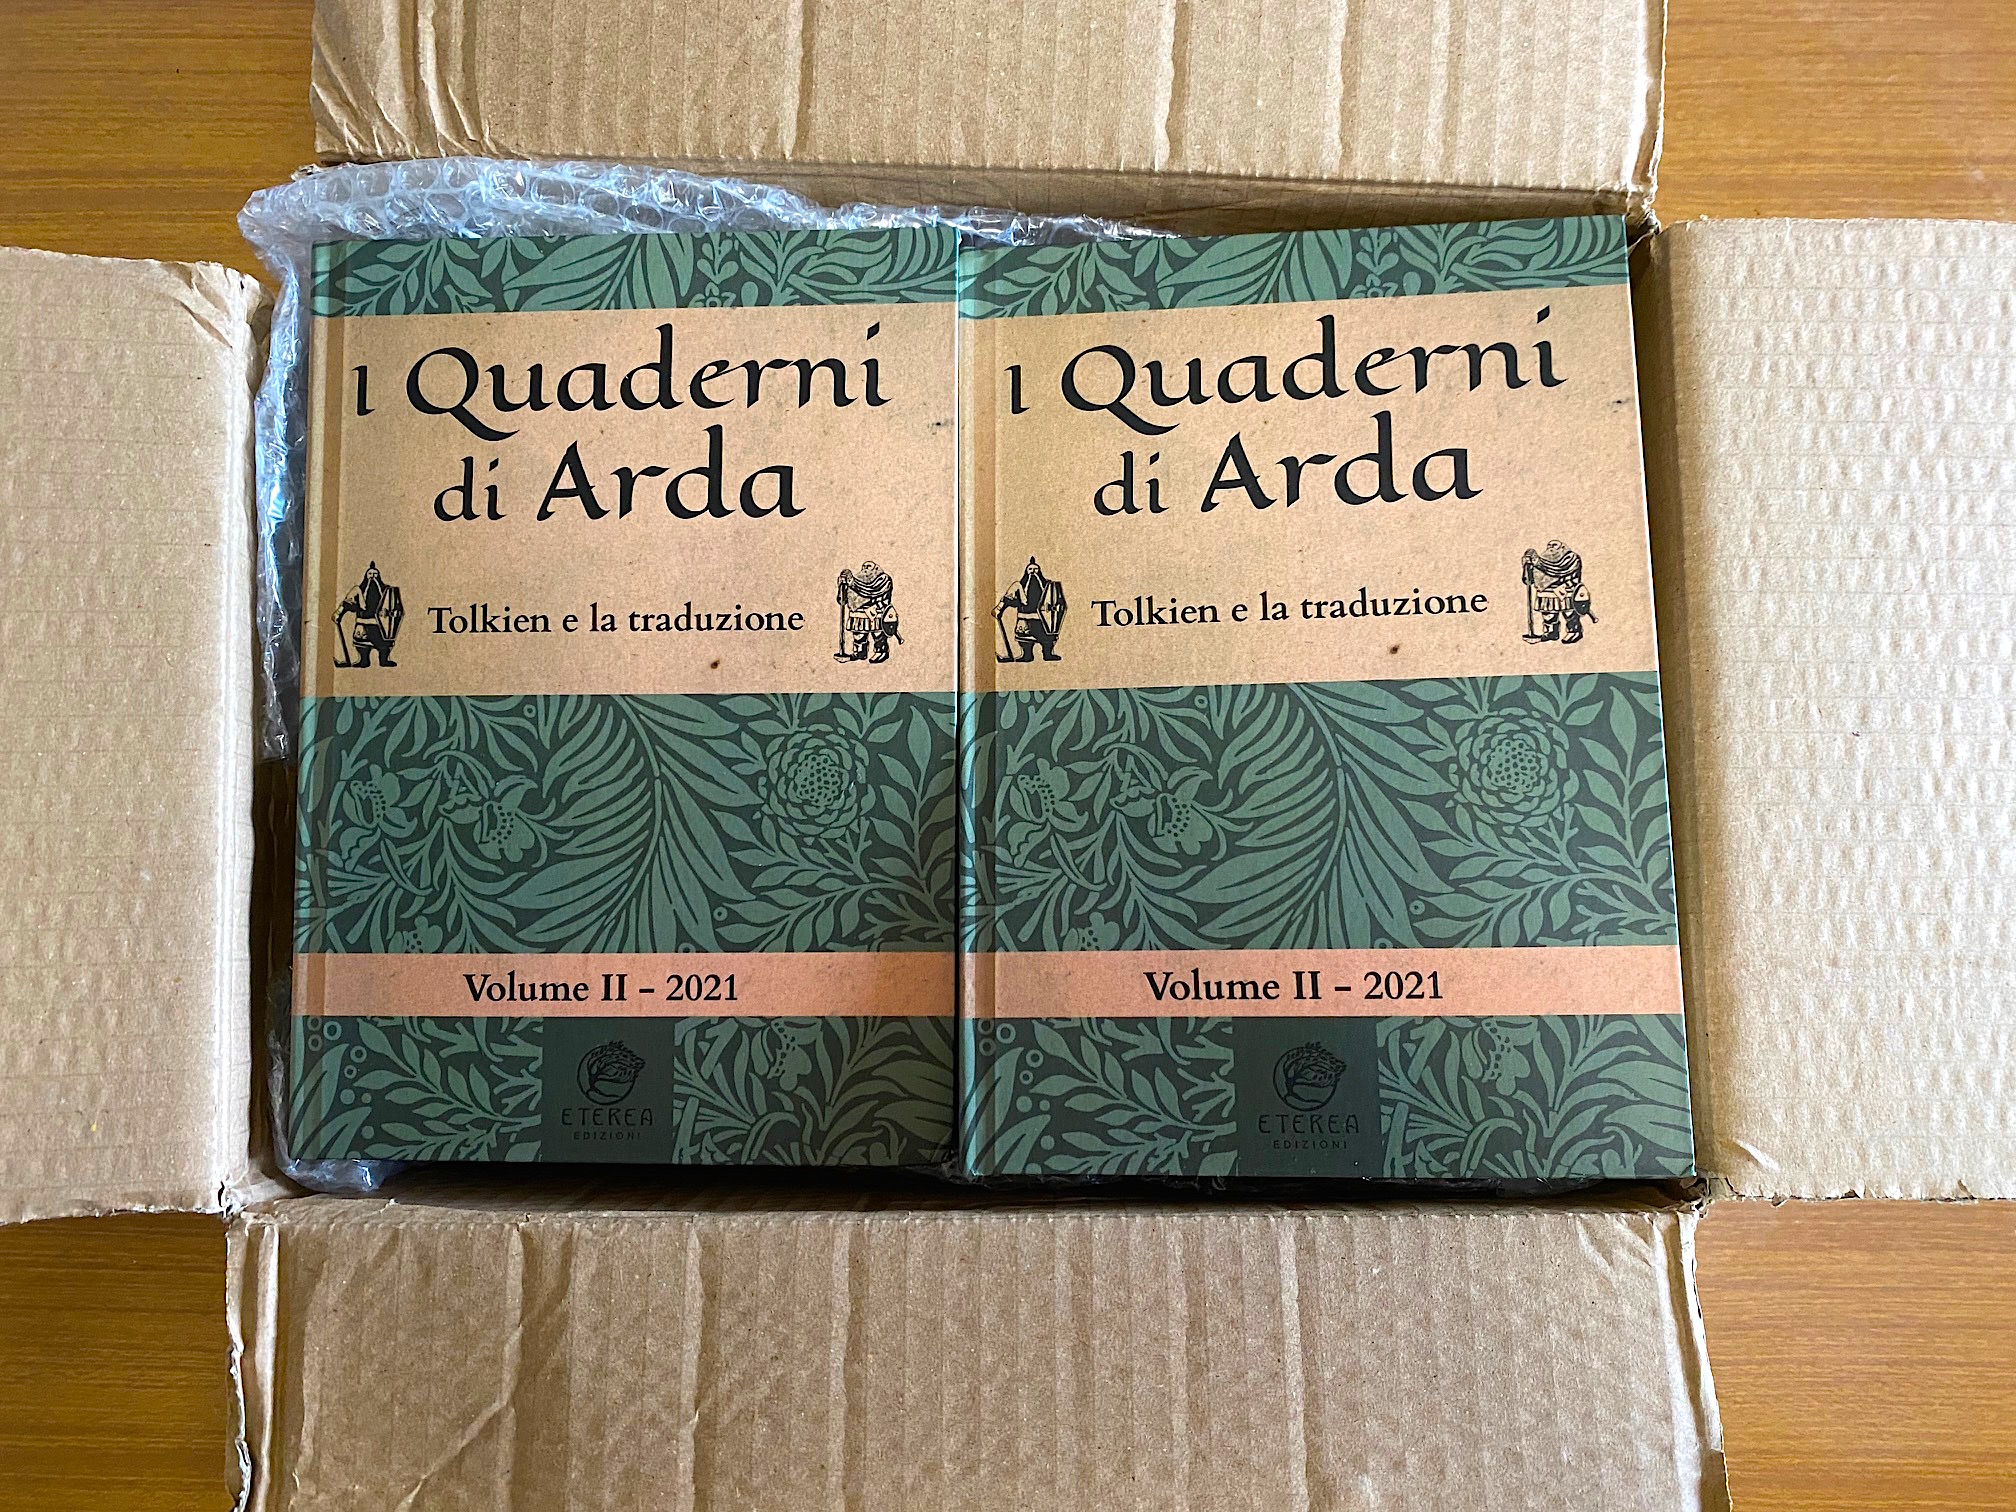 I Quaderni
di Arda
Tolkien e la traduzione
Volume II – 2021
ETEREA
EDIZIONI
I Quaderni
di Arda
Tolkien e la traduzione
Volume II – 2021
ETEREA
EDIZIONI